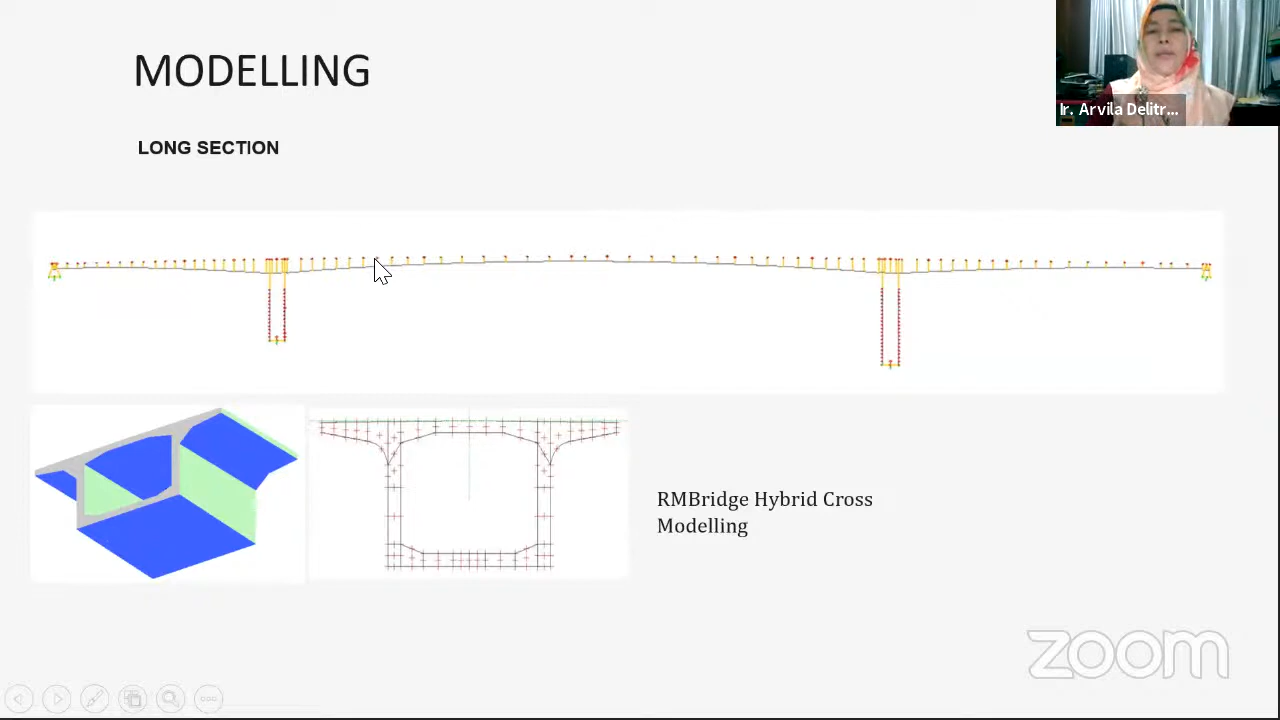 MODELLING
Ir. Arvila Delitr...
LONG SECTION
RMBridge Hybrid Cross
Modelling
zoom